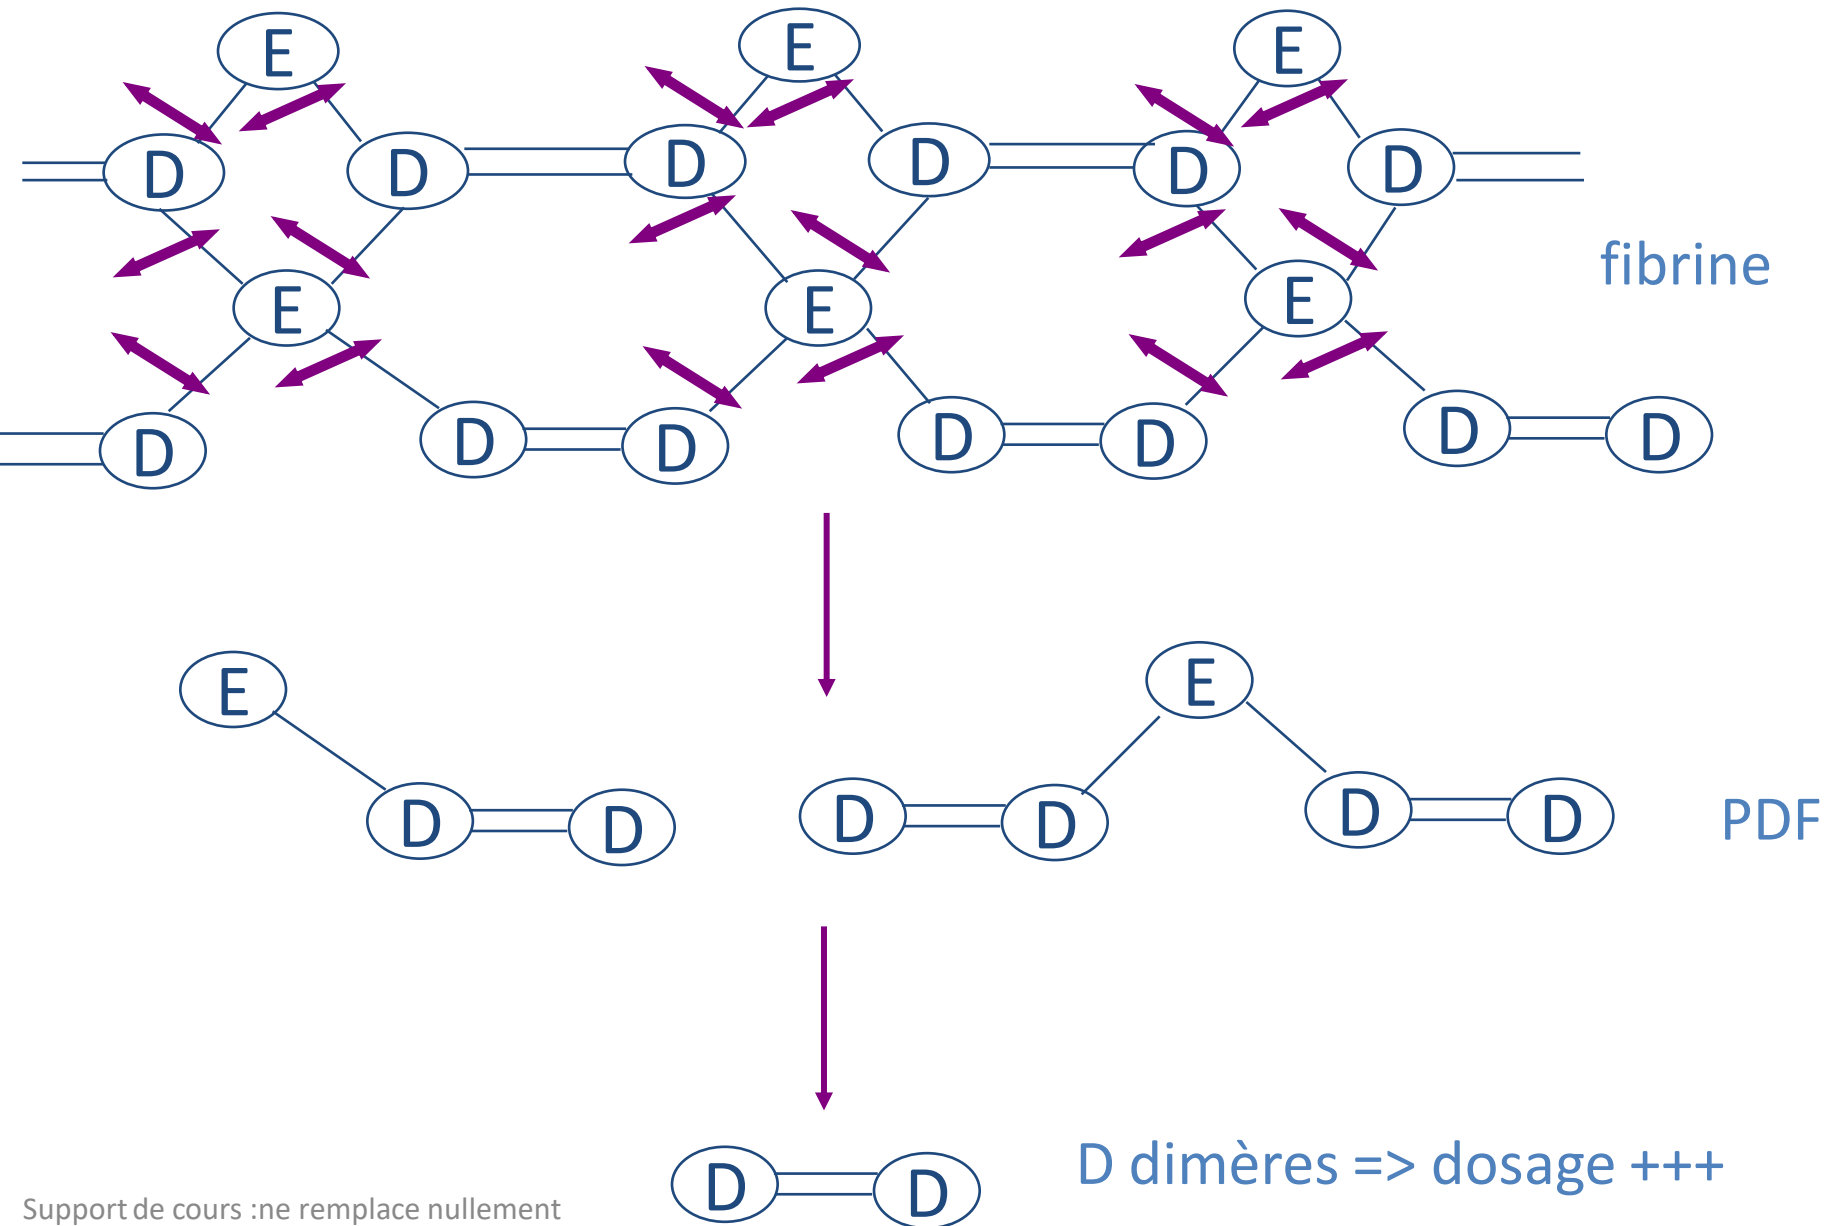 E E E
D D D D D D
fibrine
E E E
D D D D D D D
E E
D D D D D D
PDF
D D
D dimères => dosage +++
Support de cours :ne remplace nullement